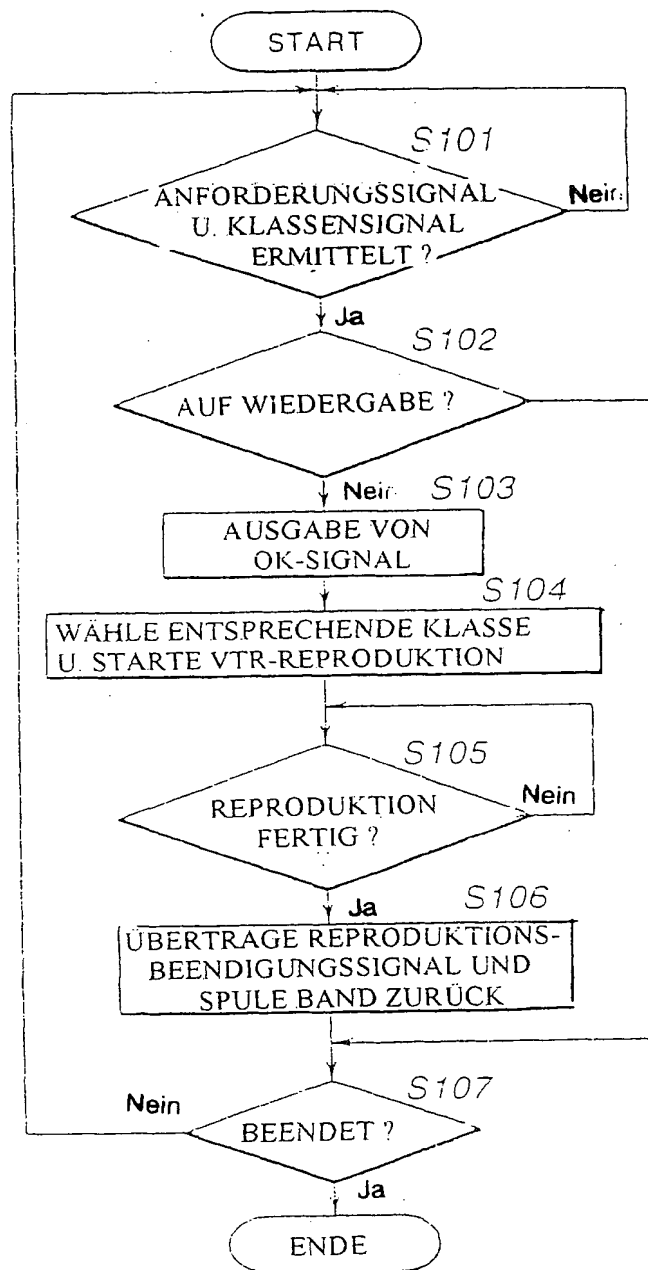 START
S101
ANFORDERUNGSSIGNAL
U. KLASSENSIGNAL
ERMITTELT ?
Nein
Ja
S102
AUF WIEDERGABE ?
Nein
S103
AUSGABE VON
OK-SIGNAL
S104
WÄHLE ENTSPRECHENDE KLASSE
U. STARTE VTR-REPRODUKTION
S105
REPRODUKTION
FERTIG ?
Nein
Ja
S106
ÜBERTRAGE REPRODUKTIONS-
BEENDIGUNGSSIGNAL UND
SPULE BAND ZURÜCK
S107
Nein
BEENDET ?
Ja
ENDE